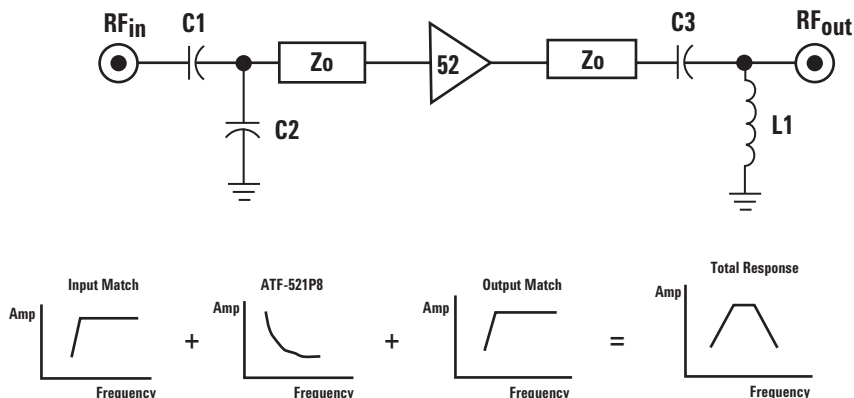 RFin
C1
C2
Zo
52
Zo
C3
RFout
L1
Input Match
Amp
Frequency
+
ATF-521P8
Amp
Frequency
+
Output Match
Amp
Frequency
=
Total Response
Amp
Frequency